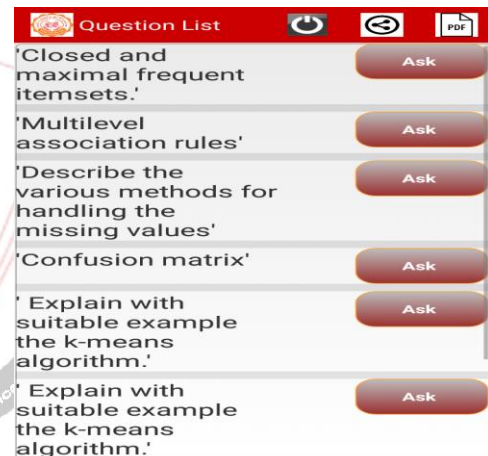 Question List
PDF
'Closed and
maximal frequent
itemsets.'
Ask
'Multilevel
association rules'
Ask
'Describe the
various methods for
handling the
missing values'
Ask
'Confusion matrix'
Ask
' Explain with
suitable example
the k-means
algorithm.'
Ask
' Explain with
suitable example
the k-means
algorithm.'
Ask